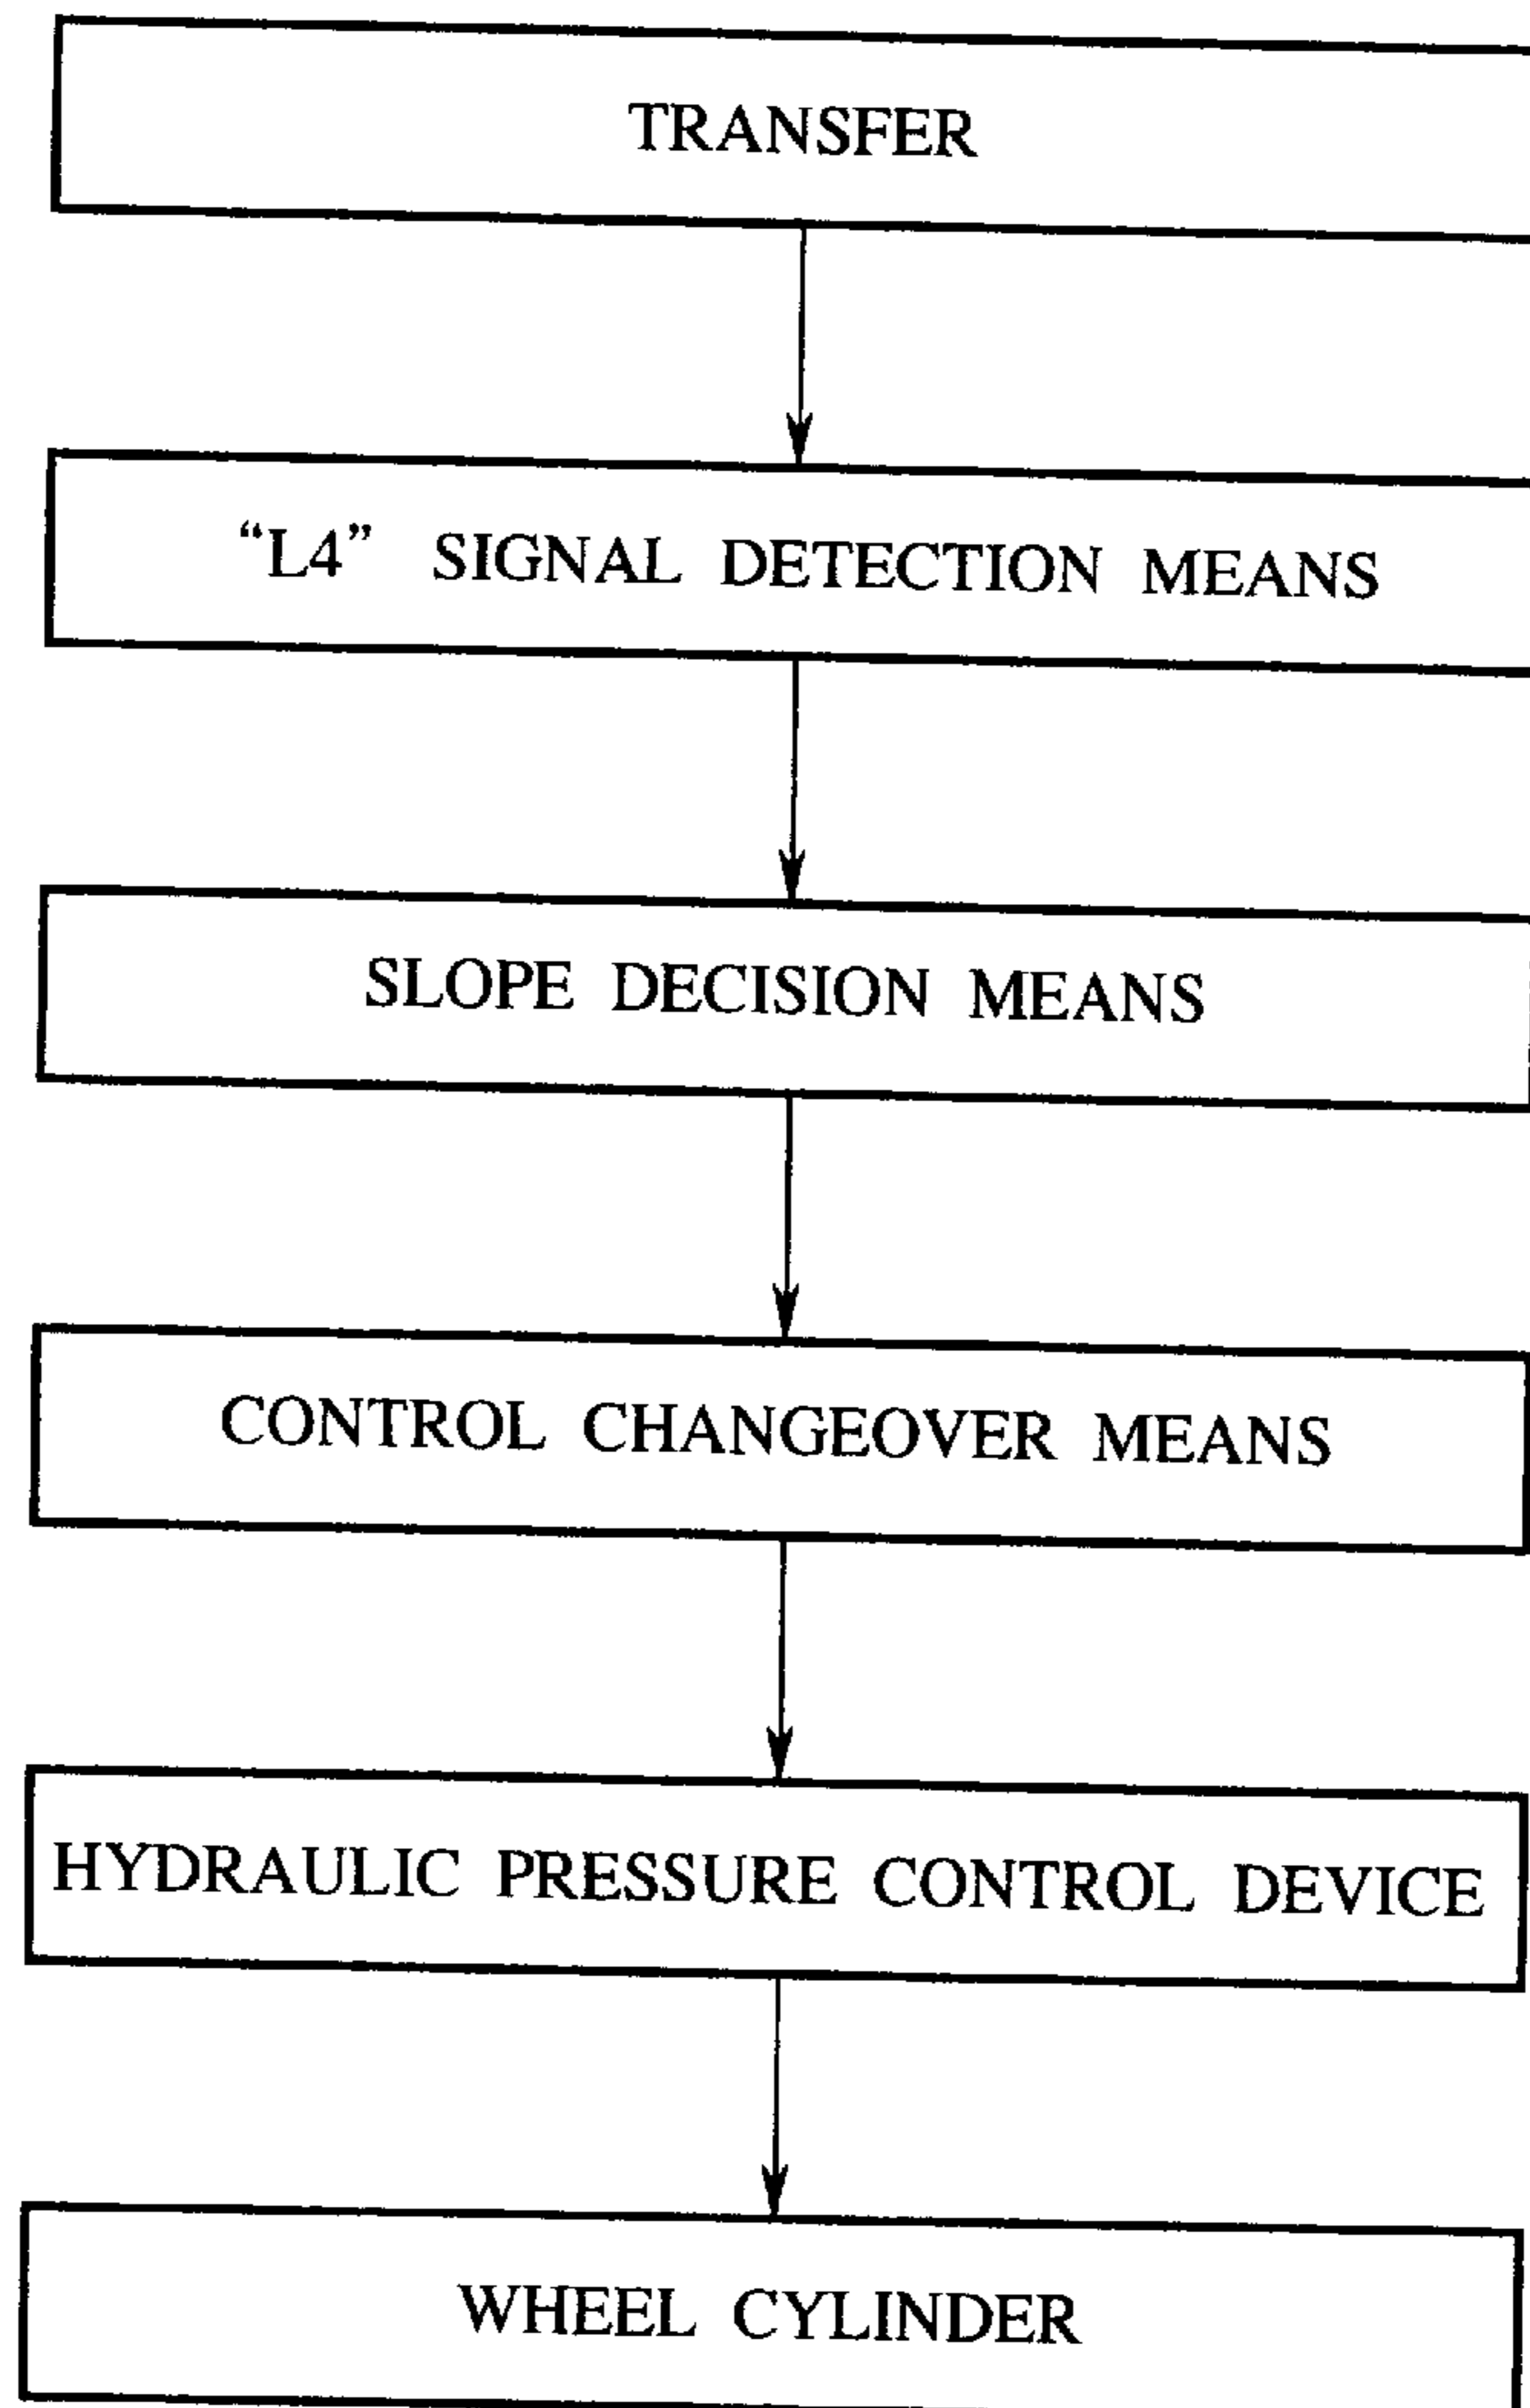 TRANSFER
“L4” SIGNAL DETECTION MEANS
SLOPE DECISION MEANS
CONTROL CHANGEOVER MEANS
HYDRAULIC PRESSURE CONTROL DEVICE
WHEEL CYLINDER